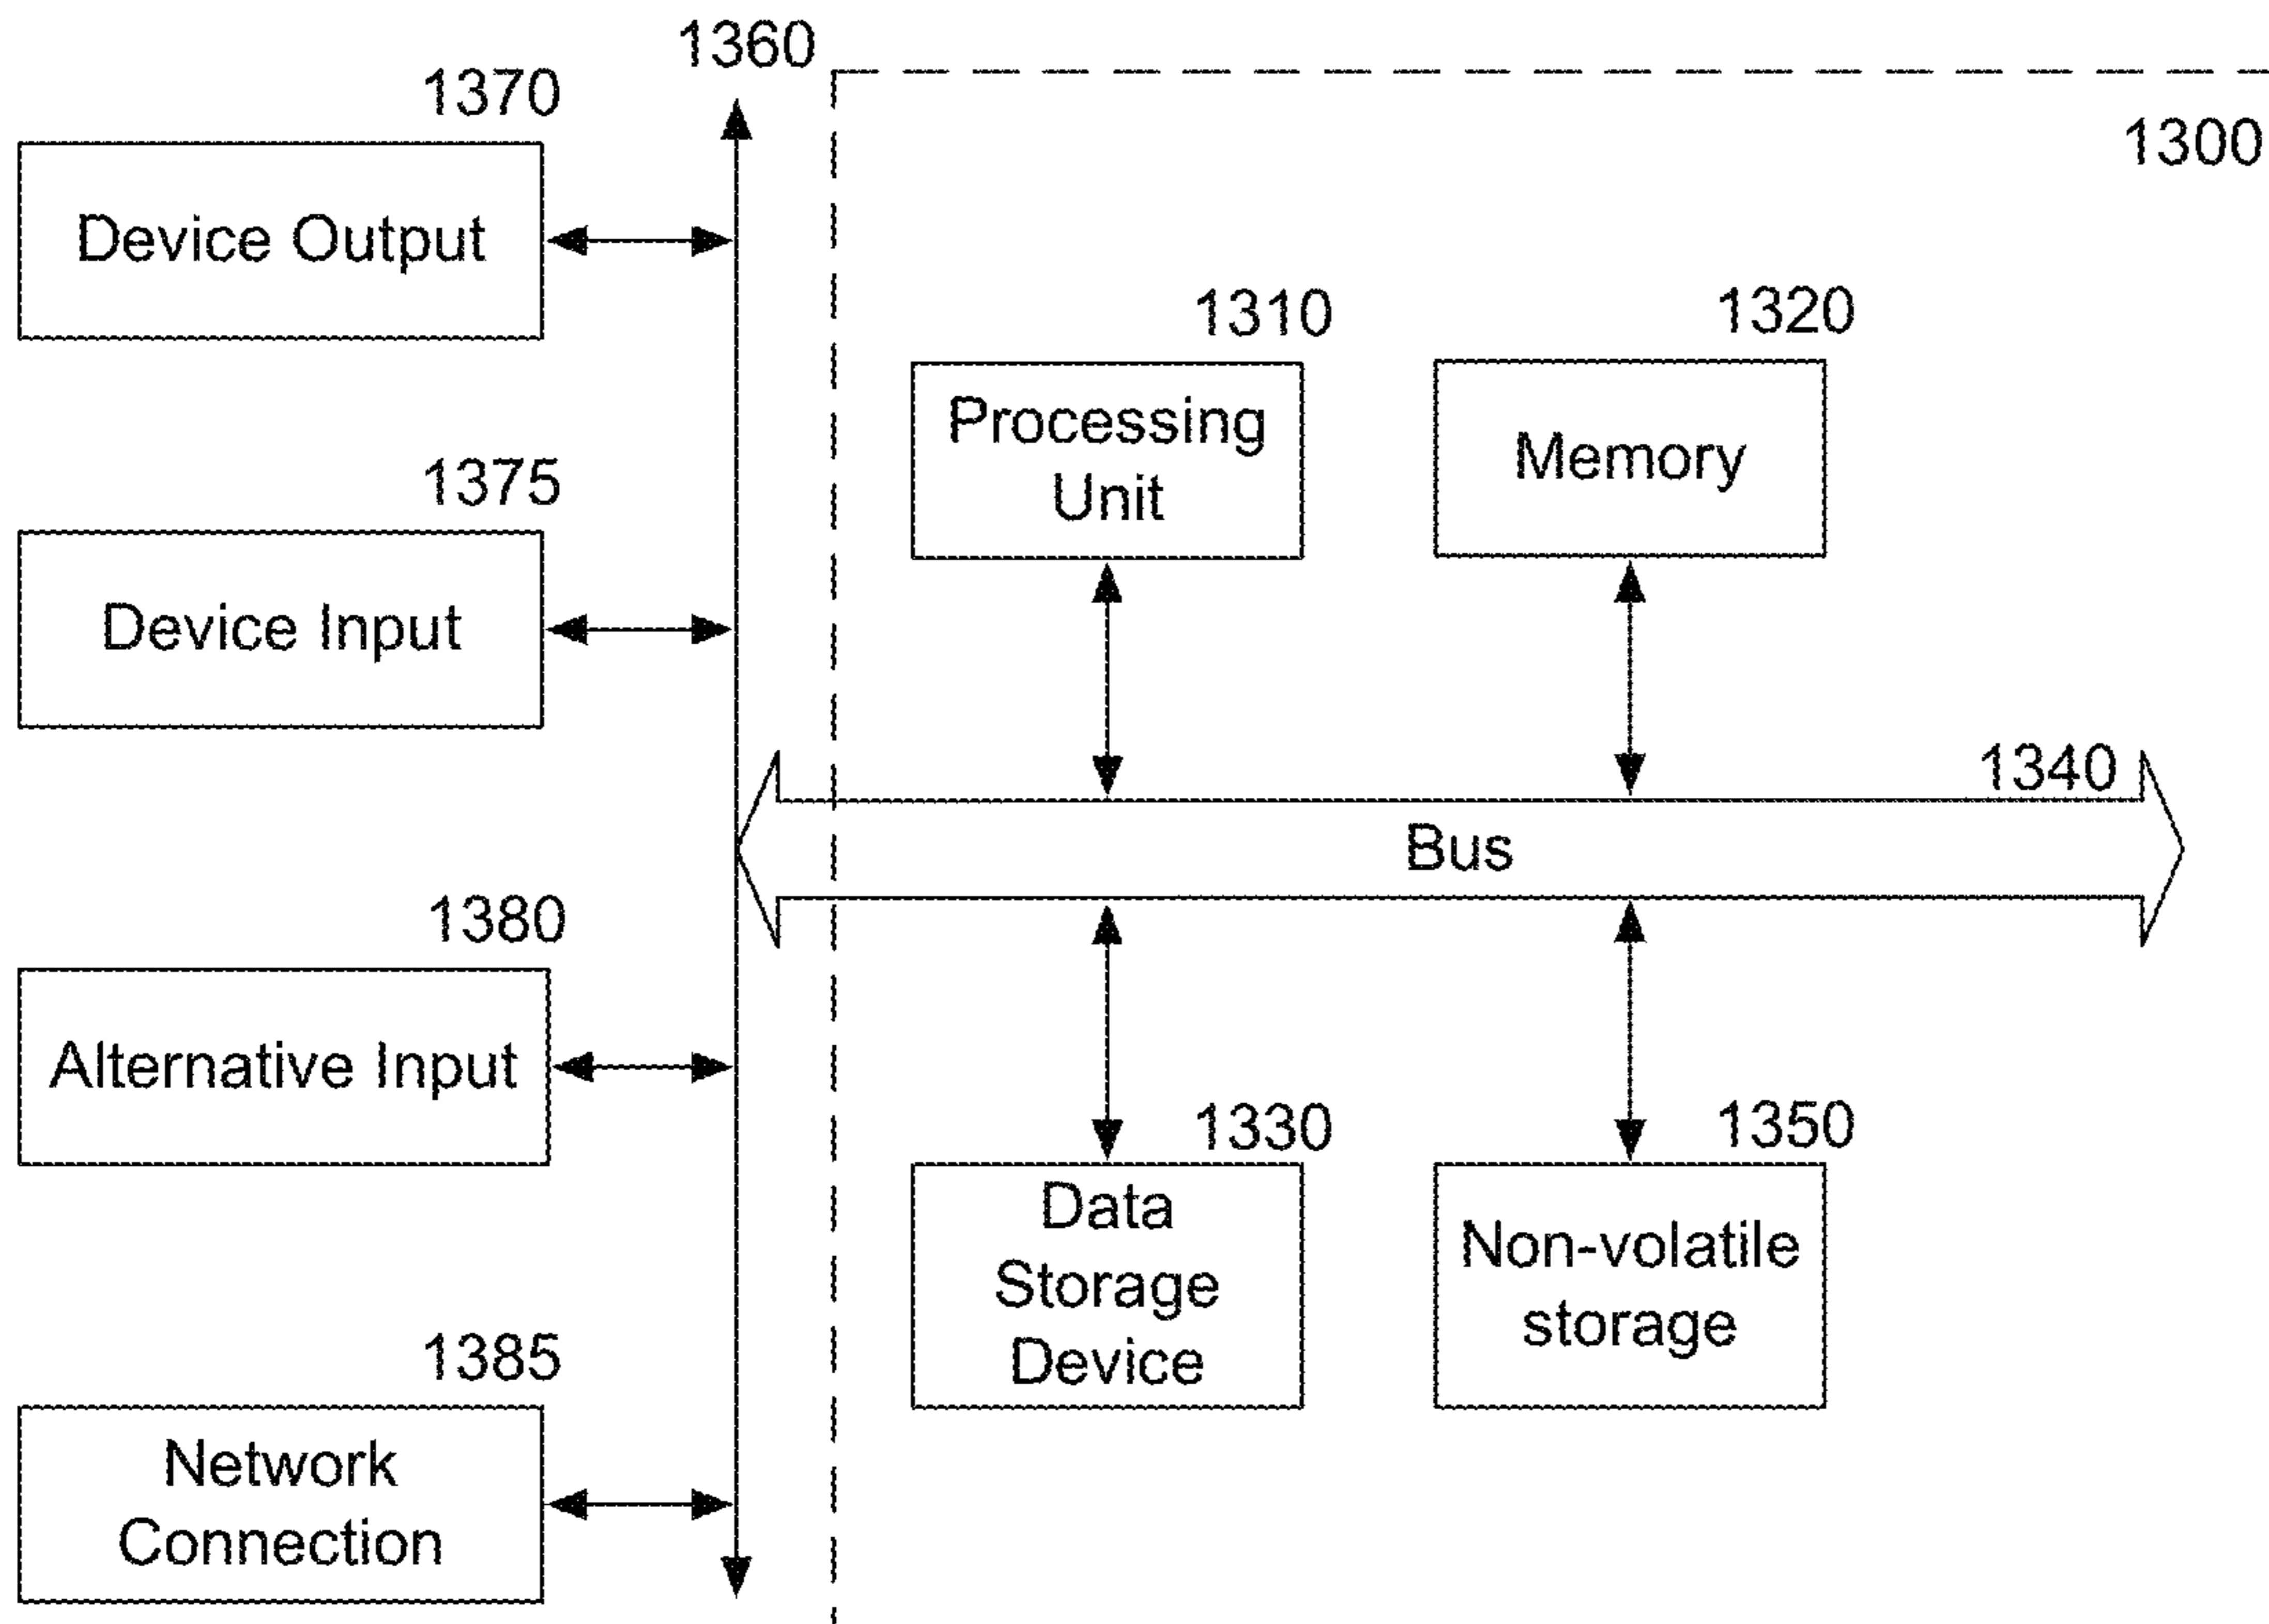 1360
1370
1300
Device Output
1310
1320
Processing
Unit
Memory
1375
Device Input
1340
Bus
1380
Alternative Input
1330
1350
Data
Storage
Device
Non-volatile
storage
1385
Network
Connection